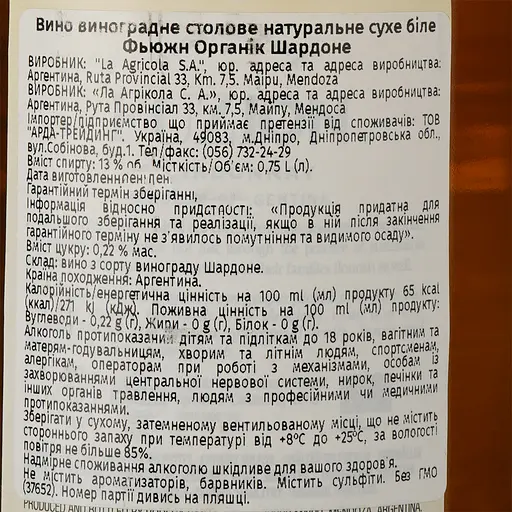 Вино виноградне столове натуральне сухе біле
Фьюжн Органік Шардоне
ВИРОБНИК: "La Agricola S.A.", юр. адреса та адреса виробництва:
Аргентина, Ruta Provincial 33, Km. 7,5. Maipu, Mendoza
ВИРОБНИК: «Ла Агрікола С. А.», юр. адреса та адреса виробництва:
Аргентина, Рута Провінсіал 33, км. 7,5, Майпу, Мендоса
Імпортер/підприємство що приймає претензії від споживачів: ТОВ
"АРДА-ТРЕЙДИНГ". Україна, 49083, м.Дніпро, Дніпропетровська обл.,
вул.Собінова, буд.1. Тел/факс: (056) 732-24-29
Вміст спирту: 13 % об. Місткість/Об'єм: 0,75 L (л).
Дата виготовлення:
Гарантійний термін зберіганні,
Інформація відносно придатності: «Продукція придатна для
подальшого зберігання та реалізації, якщо в ній після закінчення
гарантійного терміну не з'явилось помутніння та видимого осаду».
Вміст цукру: 0,22 % мас.
Склад: вино з сорту винограду Шардоне.
Країна походження: Аргентина.
Калорійність/енергетична цінність на 100 ml (мл) продукту 65 kcal
(ккал)/271 kj (кДж). Поживна цінність на 100 ml (мл) продукту:
Вуглеводи - 0,22 g (г), Жири - 0 g (г), Білок - 0 g (г).
Алкоголь протипоказаний дітям та підліткам до 18 років, вагітним та
матерям-годувальницям, хворим та літнім людям, спортсменам,
алергікам, операторам при роботі з механізмами, особам із
захворюваннями центральної нервової системи, нирок, печінки та
інших органів травлення, людям з професійними чи медичними
протипоказаннями.
Зберігати у сухому, затемненому вентильованому місці, що не містить
стороннього запаху при температурі від +8°С до +25°С, за вологості
повітря не більше 85%.
Надмірне споживання алкоголю шкідливе для вашого здоров'я.
Не містить ароматизаторів, барвників. Містить сульфіти. Без ГМО
(37652). Номер партії дивись на пляшці.